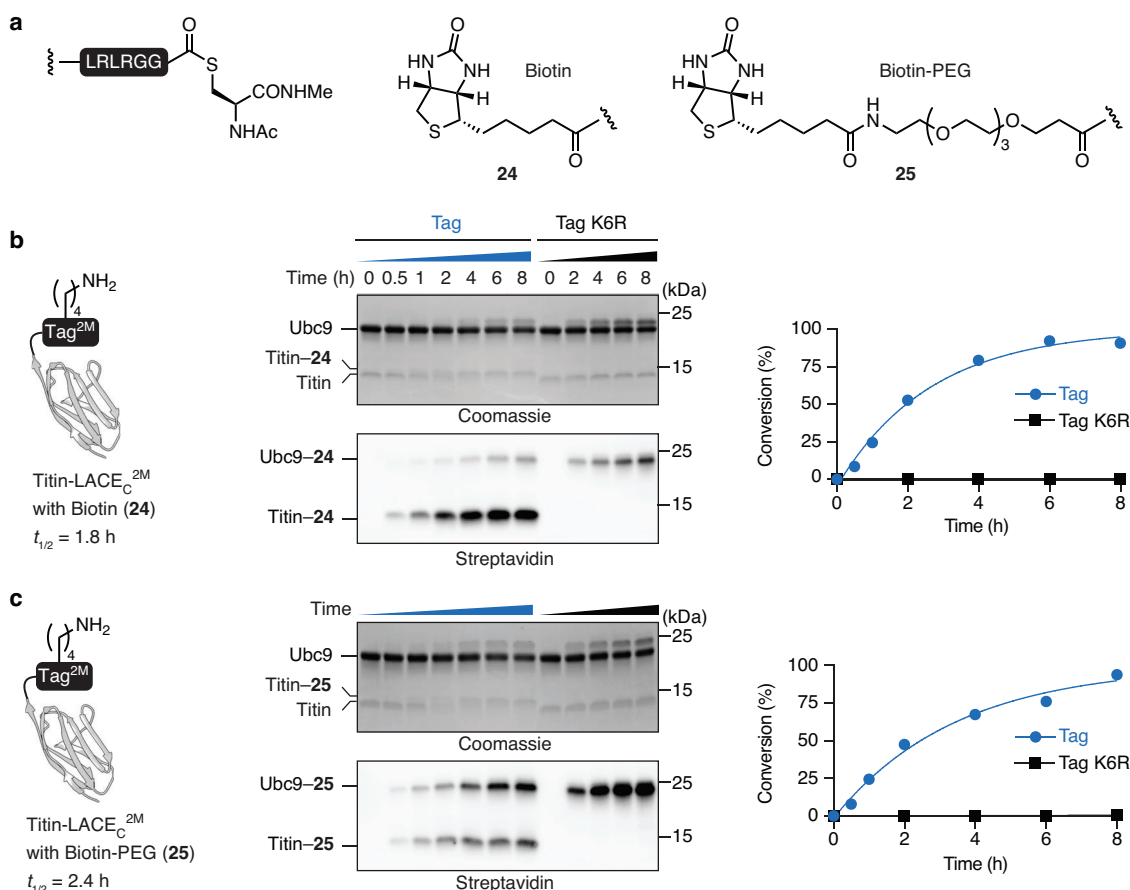 a
LRLRGG
O
S
CONHMe
NHAc
O
HN
NH
H
H
S
O
Biotin
24
O
HN
NH
H
H
S
O
H
N
O
3
O
O
Biotin-PEG
25
b
NH2
4
Tag2M
Titin-LACEC2M
with Biotin (24)
t1/2 = 1.8 h
Tag
Tag K6R
Time (h) 0 0.5 1 2 4 6 8 0 2 4 6 8
(kDa)
Ubc9
25
Titin–24
Titin
15
Coomassie
Ubc9–24
25
Titin–24
15
Streptavidin
Conversion (%)
100
75
50
25
0
0 2 4 6 8
Time (h)
Tag
Tag K6R
c
NH2
4
Tag2M
Titin-LACEC2M
with Biotin-PEG (25)
t1/2 = 2.4 h
Time
(kDa)
Ubc9
25
Titin–25
Titin
15
Coomassie
Ubc9–25
25
Titin–25
15
Streptavidin
Conversion (%)
100
75
50
25
0
0 2 4 6 8
Time (h)
Tag
Tag K6R